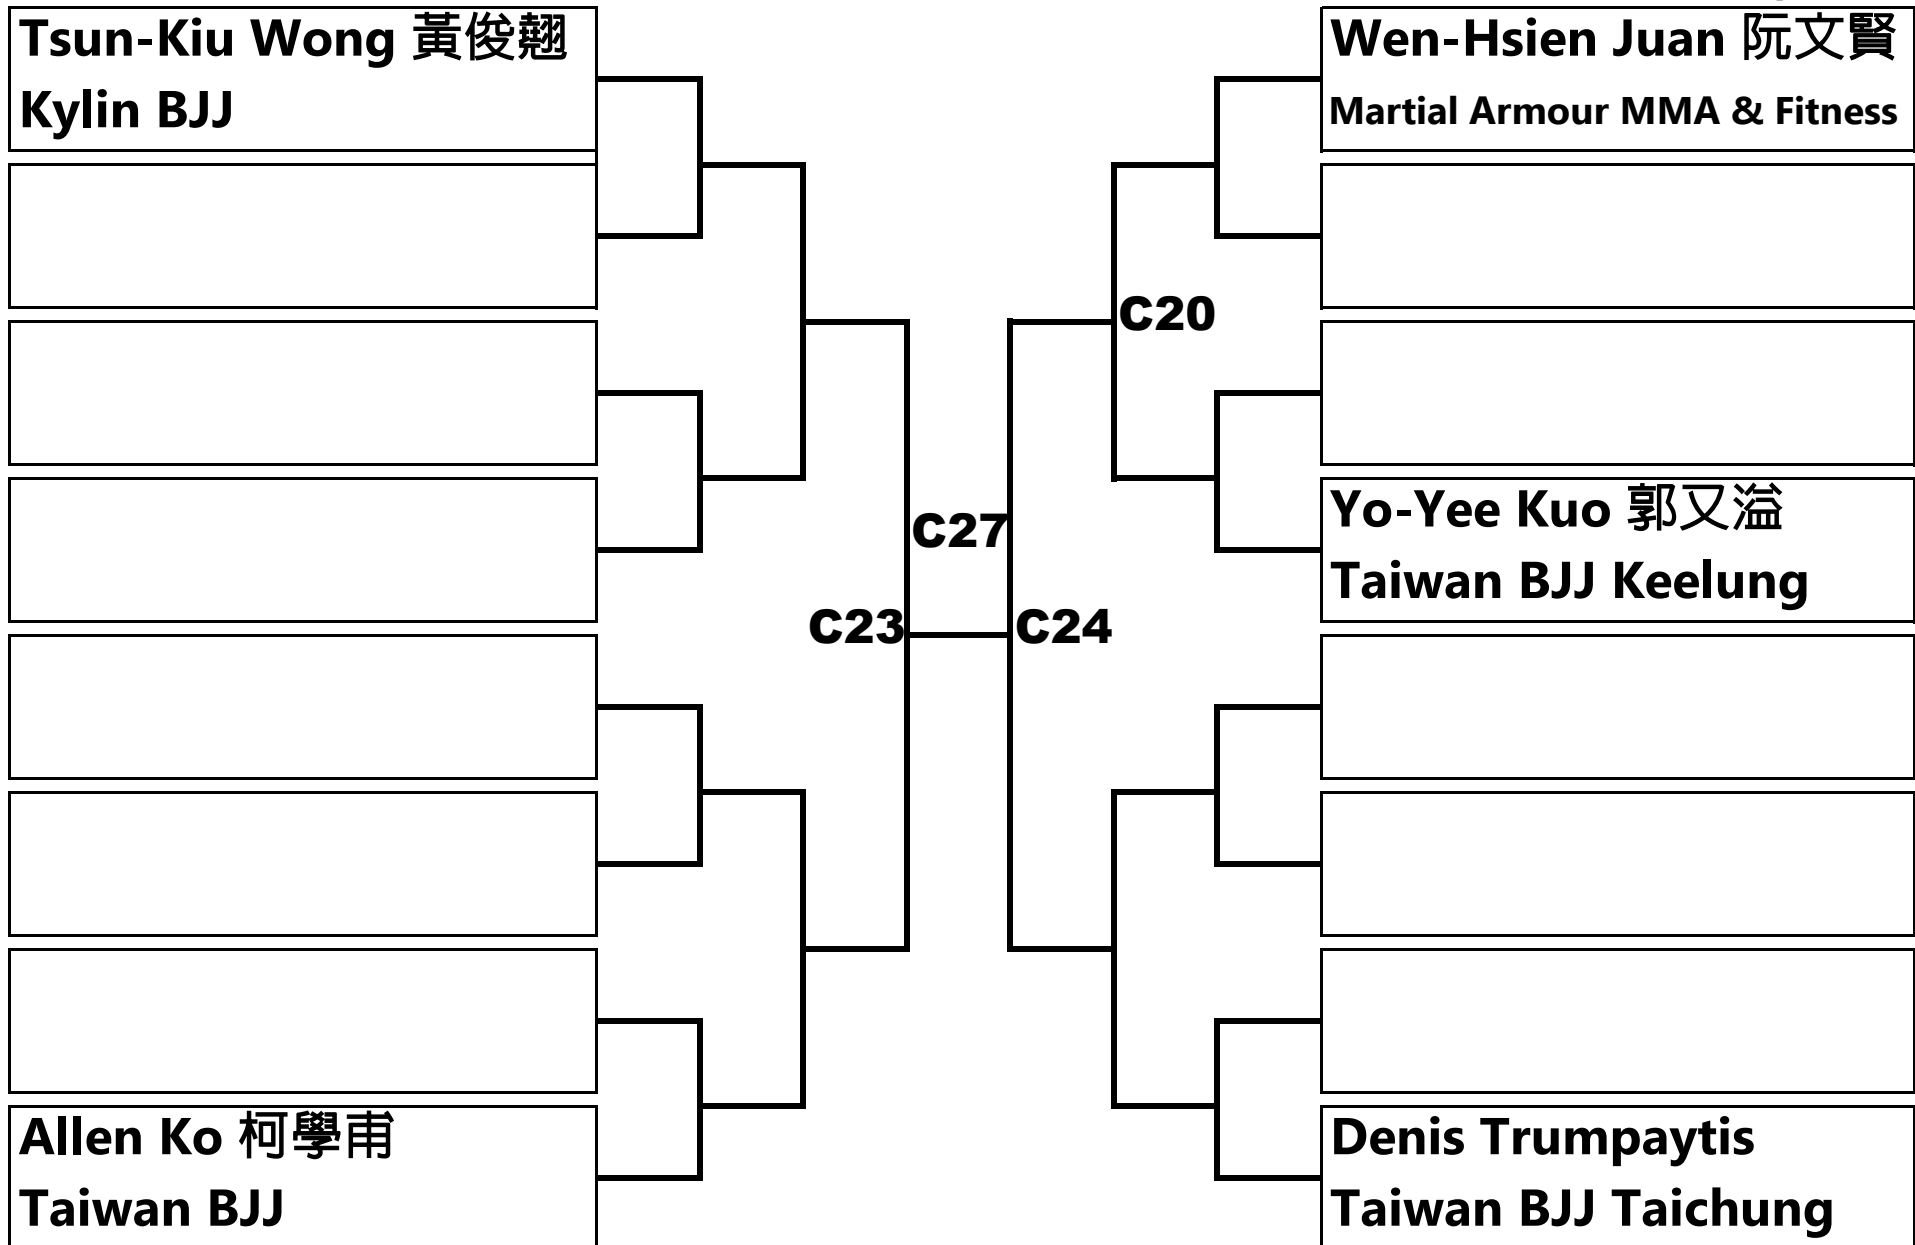 Tsun-Kiu Wong 黃俊翹
Kylin BJJ
Wen-Hsien Juan 阮文賢
Martial Armour MMA & Fitness
C20
Yo-Yee Kuo 郭又溢
Taiwan BJJ Keelung
C27
C23
C24
Allen Ko 柯學甫
Taiwan BJJ
Denis Trumpaytis
Taiwan BJJ Taichung